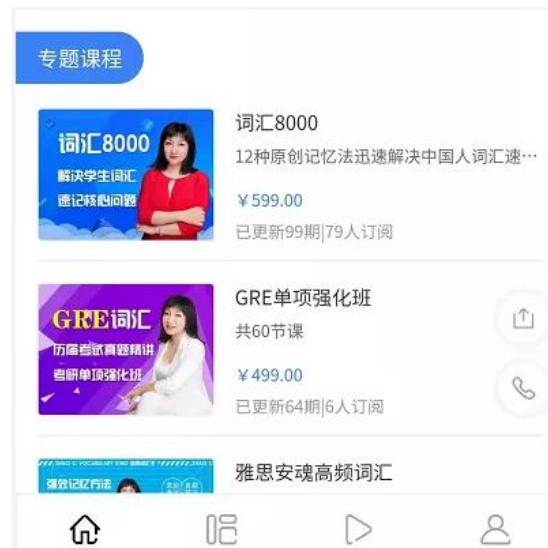 专题课程
词汇8000
解决学生词汇
速记核心问题
词汇8000
12种原创记忆法迅速解决中国人词汇速…
￥599.00
已更新99期|79人订阅
GRE词汇
历届考试真题精讲
考研单项强化班
GRE单项强化班
共60节课
￥499.00
已更新64期|6人订阅
强效记忆方法
雅思安魂高频词汇